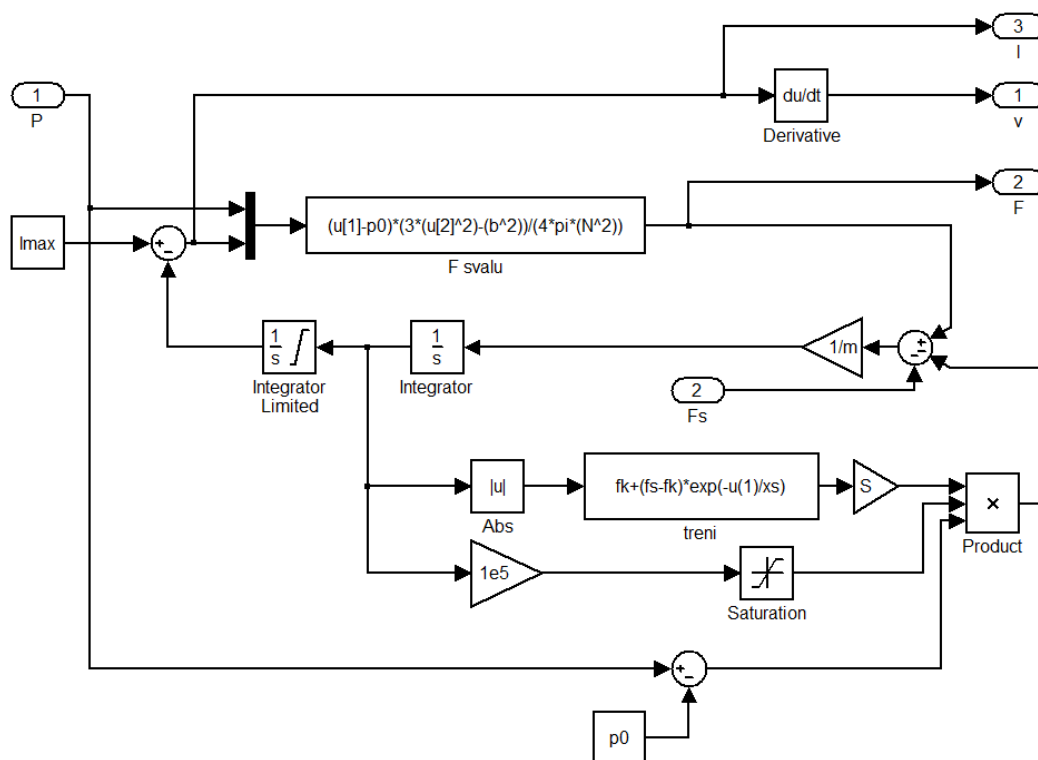 3
l
1
P
du/dt
Derivative
1
v
lmax
+
-
(u[1]-p0)*(3*(u[2]^2)-(b^2))/(4*pi*(N^2))
F svalu
2
F
1
s
Integrator
Limited
1
s
Integrator
1/m
+
-
-
2
Fs
|u|
Abs
fk+(fs-fk)*exp(-u(1)/xs)
treni
S
×
Product
1e5
Saturation
+
-
p0